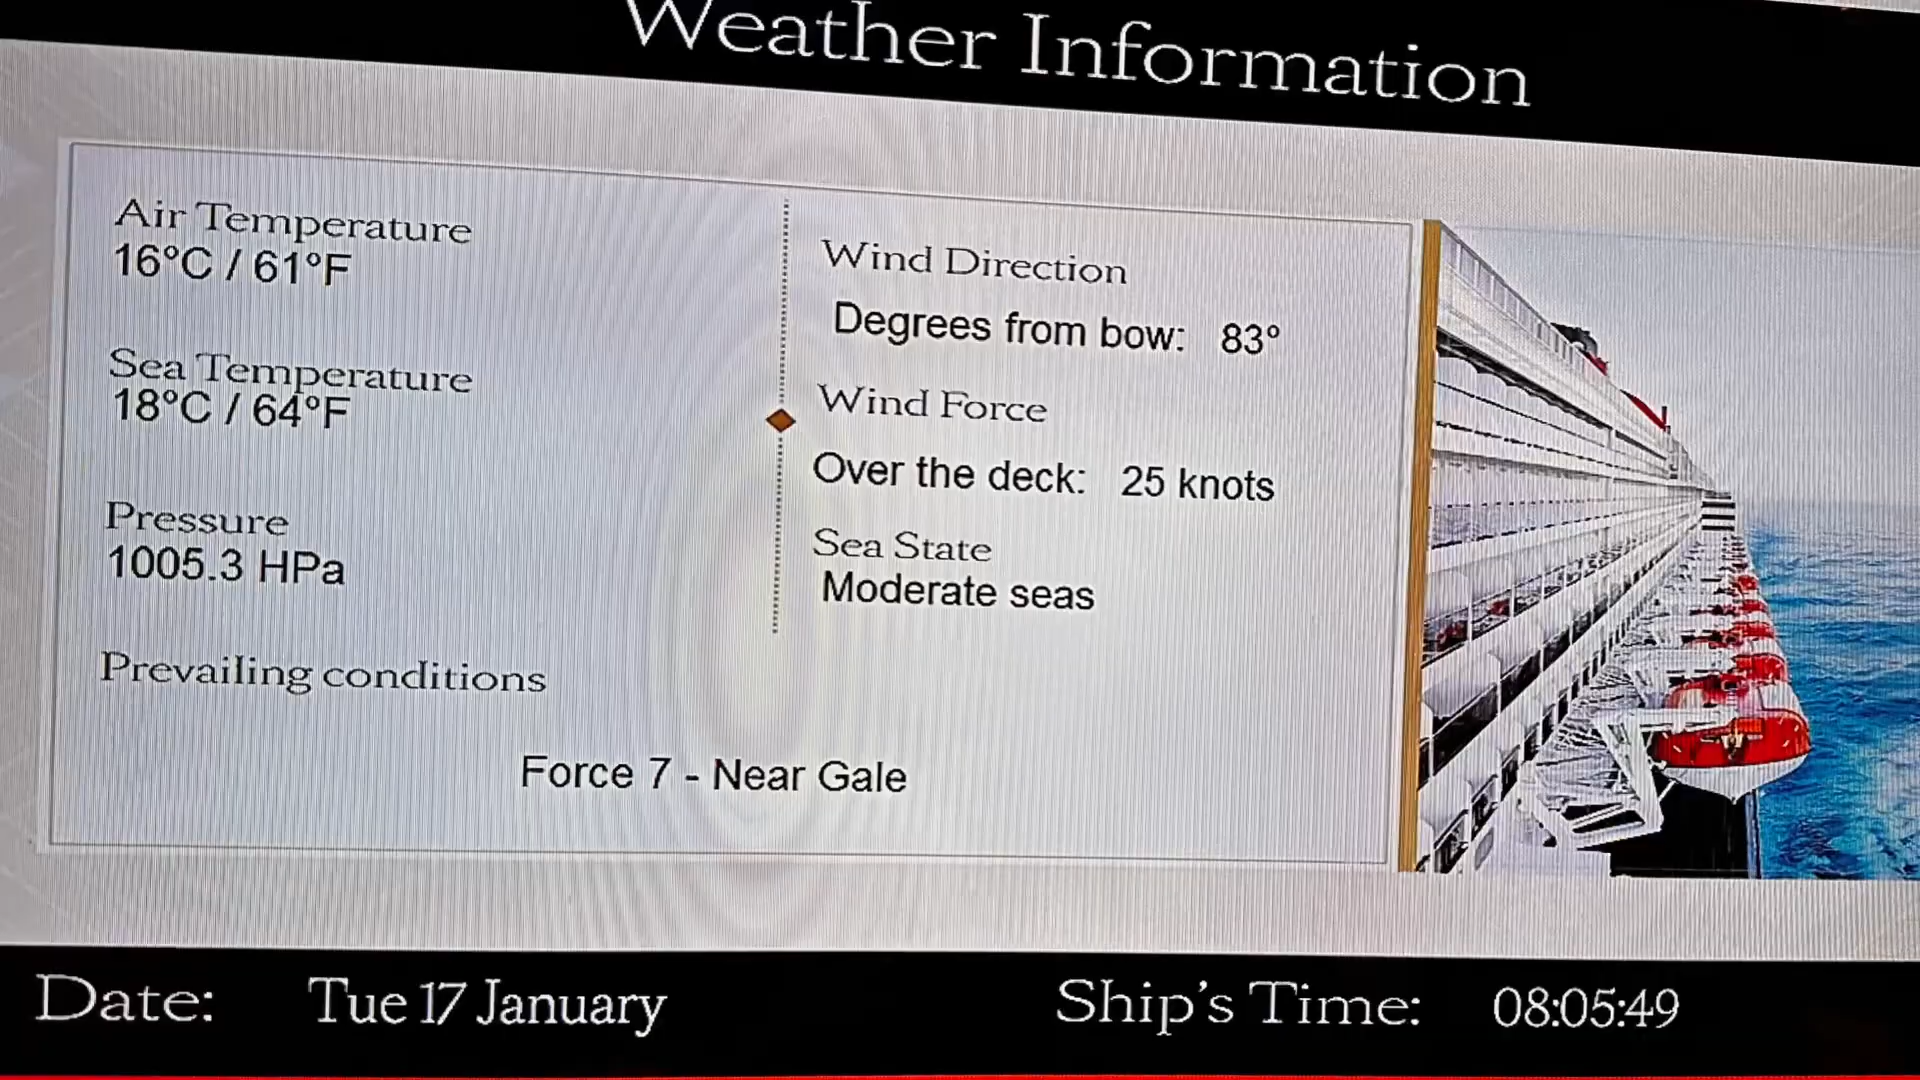 Weather Information
Air Temperature
16°C / 61°F
Sea Temperature
18°C / 64°F
Pressure
1005.3 HPa
Prevailing conditions
Force 7 - Near Gale
Wind Direction
Degrees from bow: 83°
Wind Force
Over the deck: 25 knots
Sea State
Moderate seas
Date: Tue 17 January
Ship's Time: 08:05:49